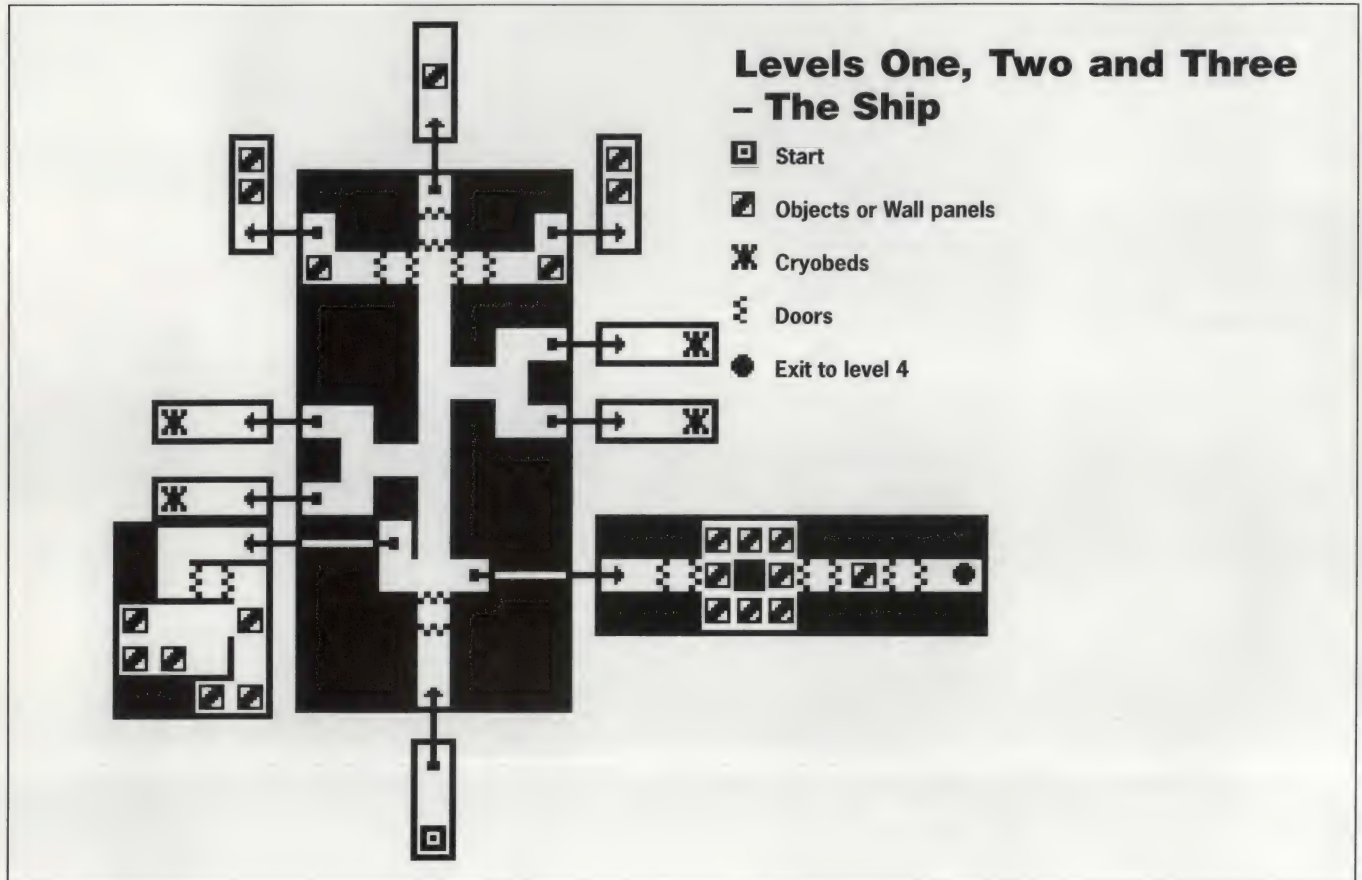 Levels One, Two and Three
– The Ship
Start
Objects or Wall panels
Cryobeds
Doors
Exit to level 4